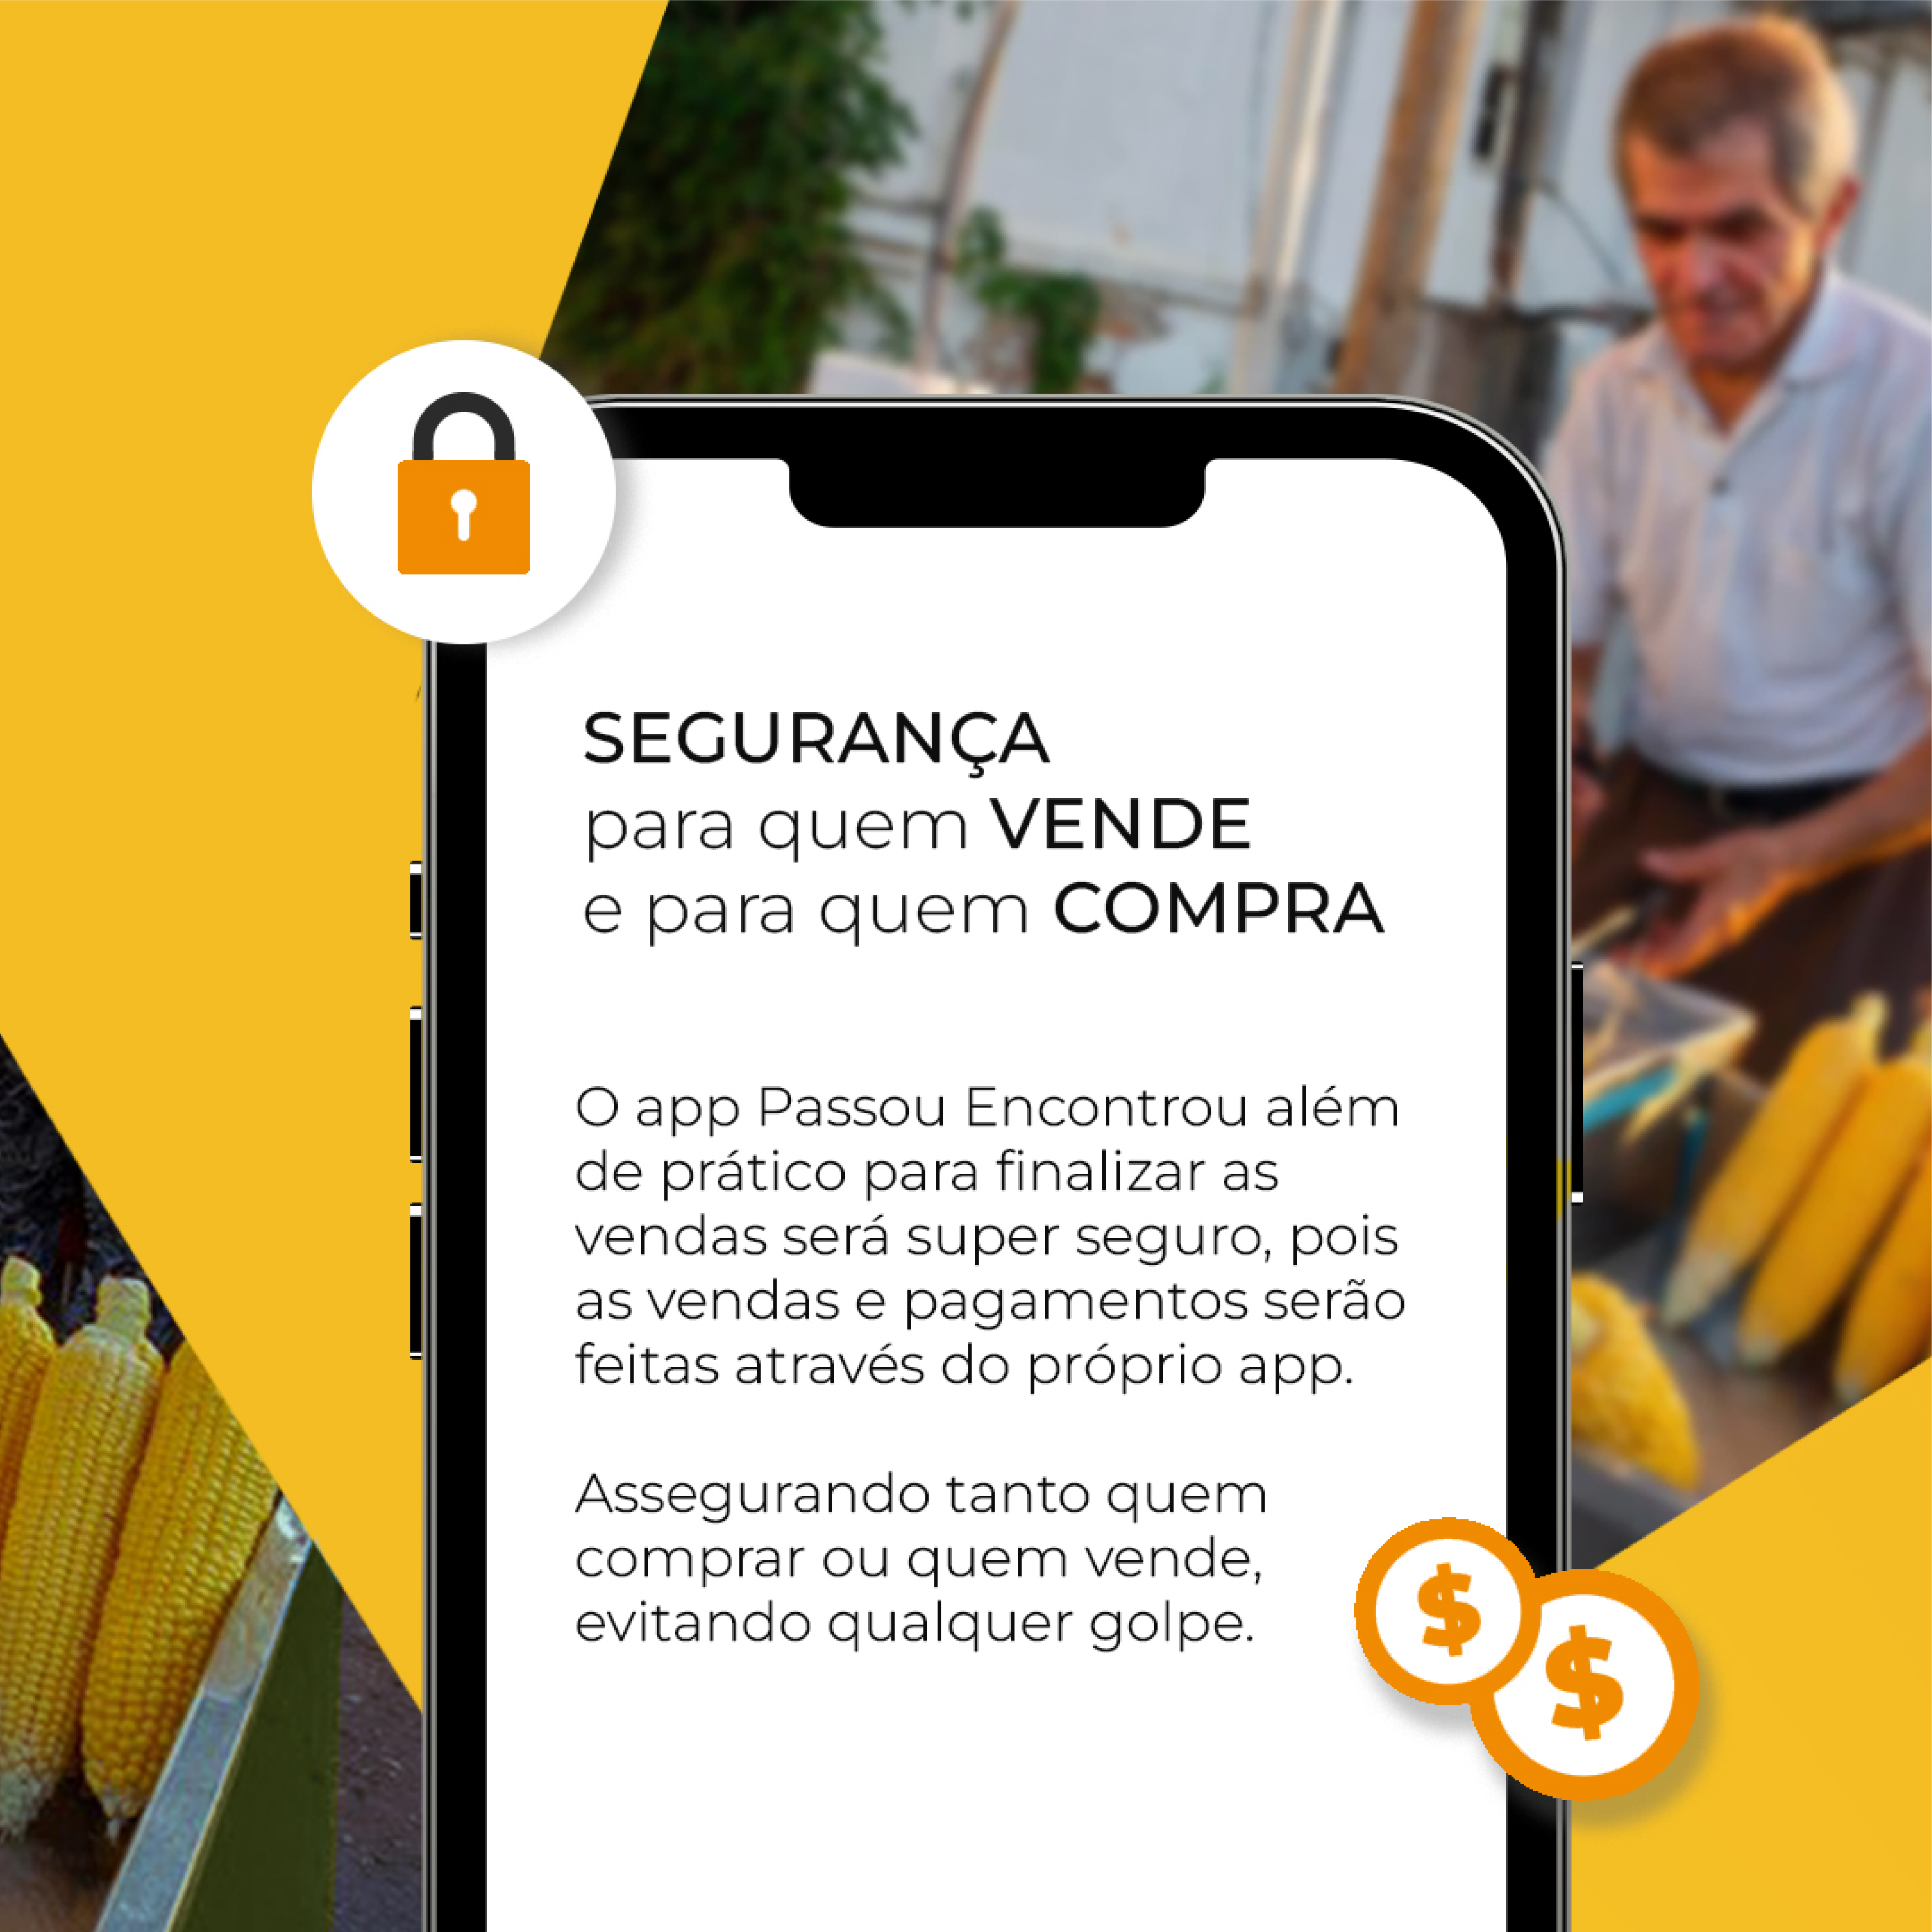 SEGURANÇA
para quem VENDE
e para quem COMPRA
O app Passou Encontrou além
de prático para finalizar as
vendas será super seguro, pois
as vendas e pagamentos serão
feitas através do próprio app.
Assegurando tanto quem
comprar ou quem vende,
evitando qualquer golpe.
$
$